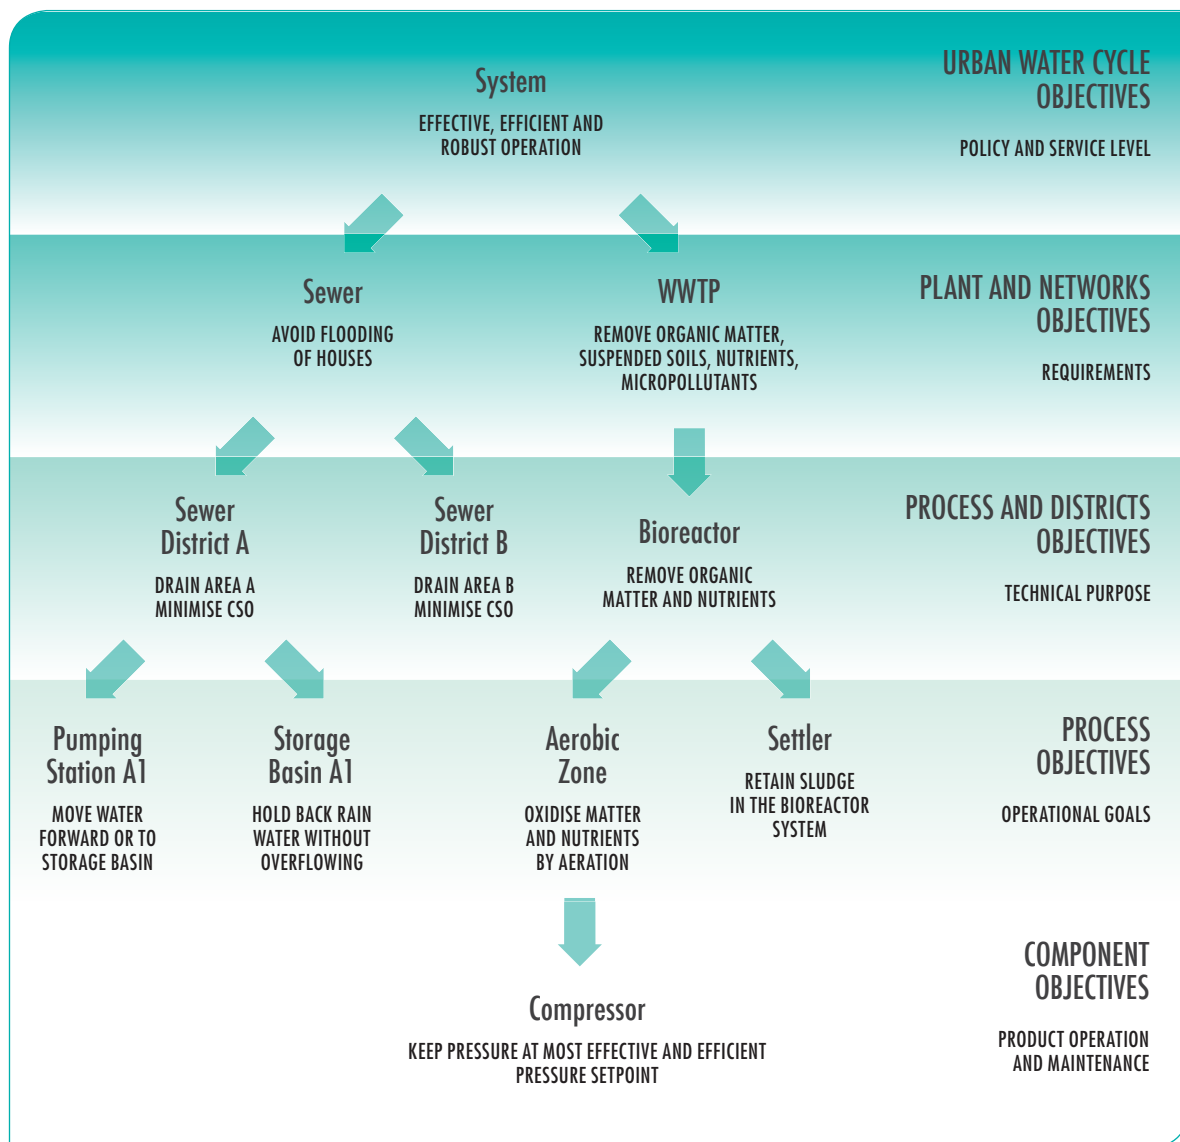 System
EFFECTIVE, EFFICIENT AND
ROBUST OPERATION
URBAN WATER CYCLE
OBJECTIVES
POLICY AND SERVICE LEVEL
Sewer
AVOID FLOODING
OF HOUSES
WWTP
REMOVE ORGANIC MATTER,
SUSPENDED SOILS, NUTRIENTS,
MICROPOLLUTANTS
PLANT AND NETWORKS
OBJECTIVES
REQUIREMENTS
Sewer
District A
DRAIN AREA A
MINIMISE CSO
Sewer
District B
DRAIN AREA B
MINIMISE CSO
Bioreactor
REMOVE ORGANIC
MATTER AND NUTRIENTS
PROCESS AND DISTRICTS
OBJECTIVES
TECHNICAL PURPOSE
Pumping
Station A1
MOVE WATER
FORWARD OR TO
STORAGE BASIN
Storage
Basin A1
HOLD BACK RAIN
WATER WITHOUT
OVERFLOWING
Aerobic
Zone
OXIDISE MATTER
AND NUTRIENTS
BY AERATION
Settler
RETAIN SLUDGE
IN THE BIOREACTOR
SYSTEM
PROCESS
OBJECTIVES
OPERATIONAL GOALS
Compressor
KEEP PRESSURE AT MOST EFFECTIVE AND EFFICIENT
PRESSURE SETPOINT
COMPONENT
OBJECTIVES
PRODUCT OPERATION
AND MAINTENANCE